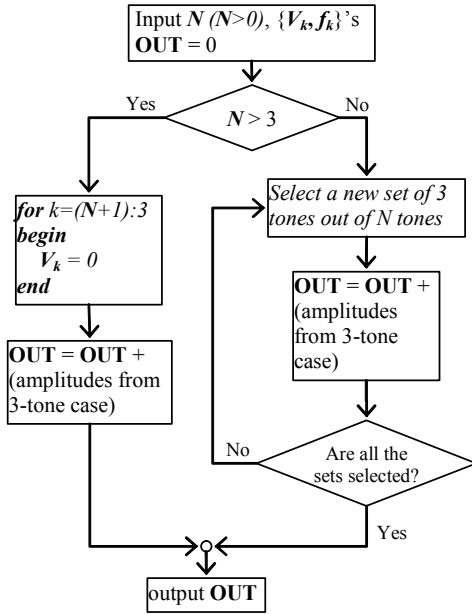 Input N (N>0), {Vk, fk}'s
OUT = 0
Yes
No
N > 3
for k=(N+1):3
begin
Vk = 0
end
Select a new set of 3
tones out of N tones
OUT = OUT +
(amplitudes
from 3-tone
case)
OUT = OUT +
(amplitudes from
3-tone case)
No
Are all the
sets selected?
Yes
output OUT